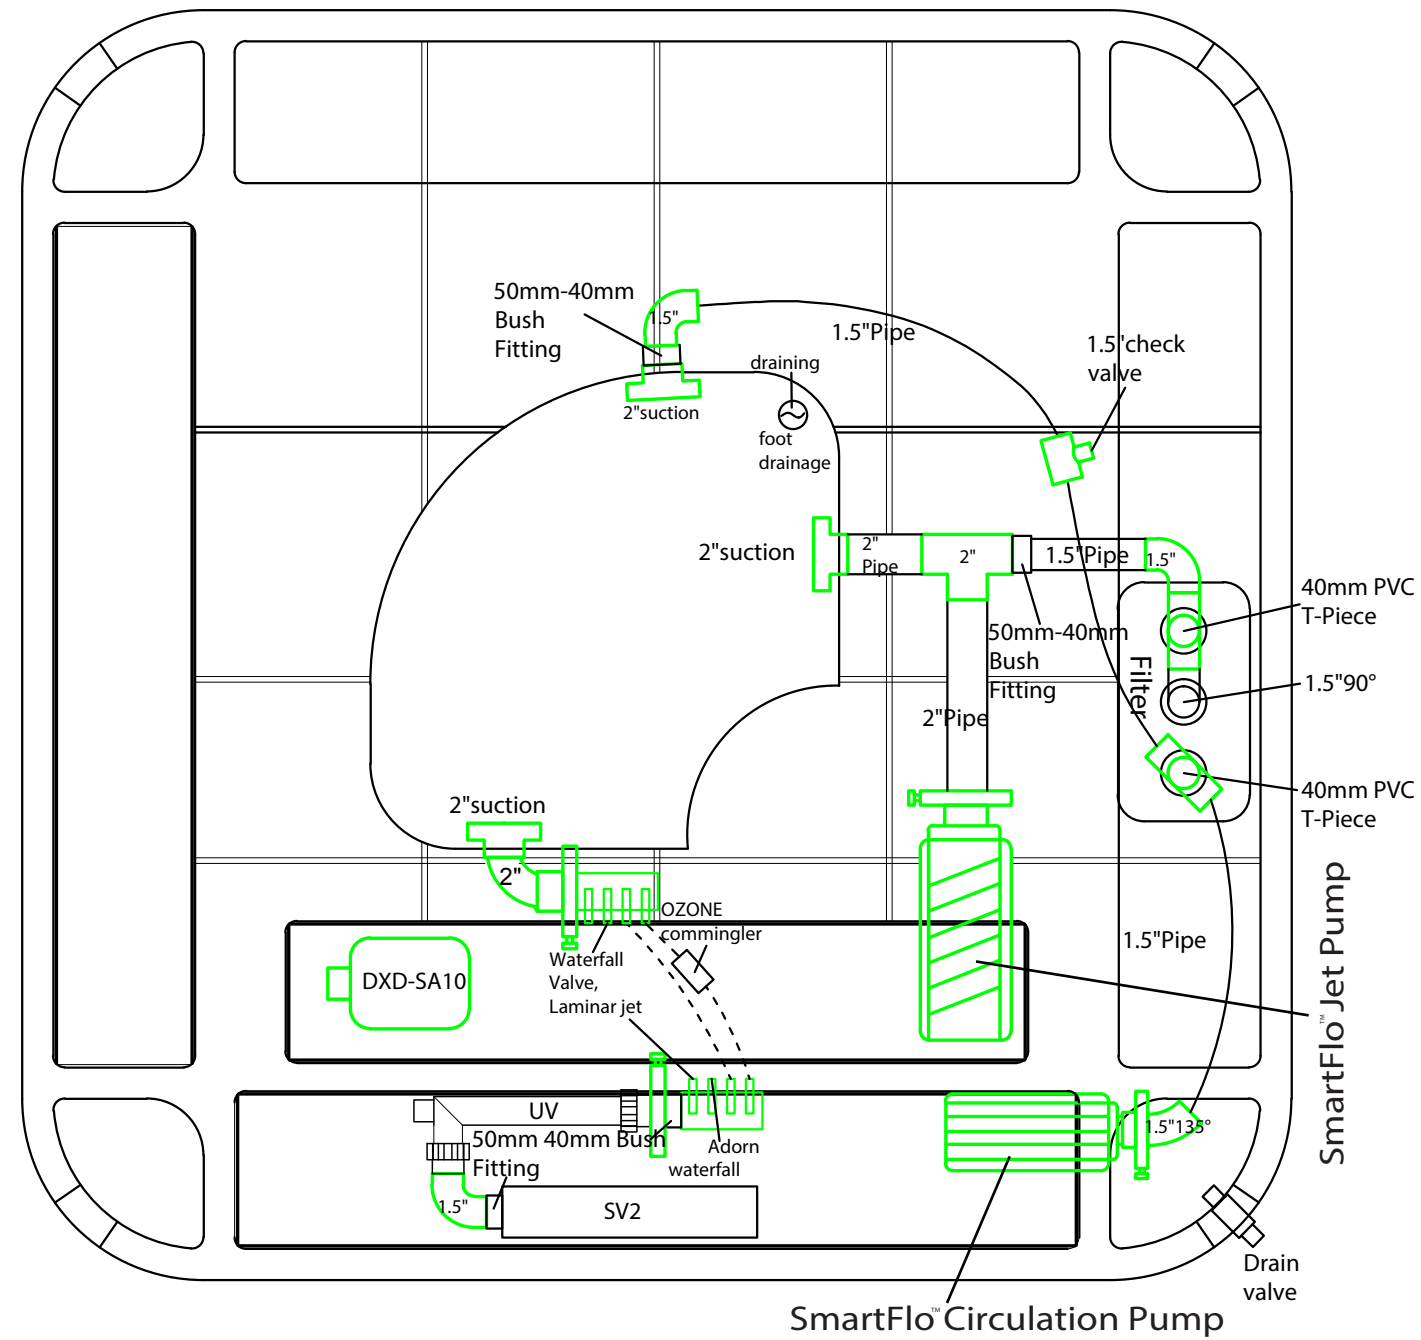 50mm-40mm
Bush
Fitting
1.5"
1.5"Pipe
1.5"check
valve
draining
2"suction
foot
drainage
2"suction
2"
Pipe
2"
1.5"Pipe
1.5"
40mm PVC
T-Piece
50mm-40mm
Bush
Fitting
Filter
1.5"90°
2"Pipe
40mm PVC
T-Piece
2"suction
2"
OZONE
commingler
1.5"Pipe
Waterfall
Valve,
Laminar jet
DXD-SA10
SmartFlo™ Jet Pump
UV
50mm 40mm Bush
Fitting
Adorn
waterfall
1.5"135°
1.5"
SV2
Drain
valve
SmartFlo™ Circulation Pump